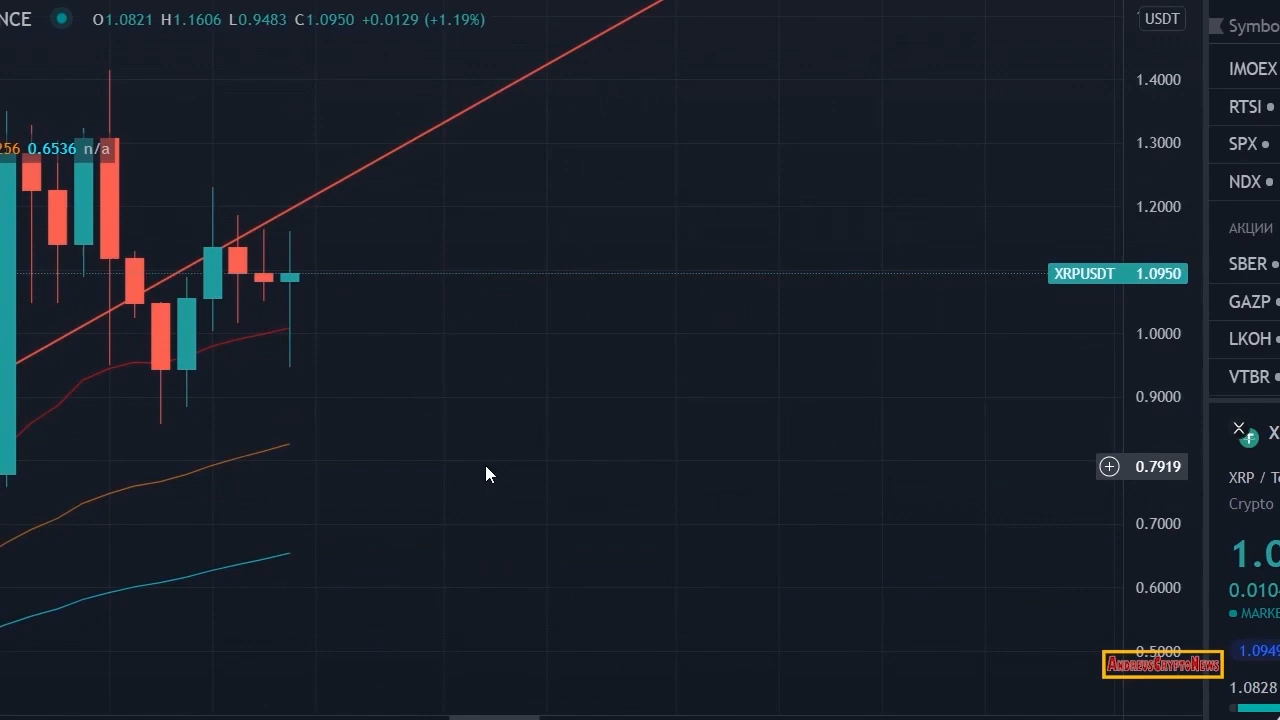 NCE O1.0821 H1.1606 L0.9483 C1.0950 +0.0129 (+1.19%)
USDT
Symbo
1.4000
IMOEX
RTSI
1.3000
SPX
256 0.6536 n/a
NDX
1.2000
АКЦИИ
SBER
XRPUSDT 1.0950
GAZP
1.0000
LKOH
VTBR
0.9000
X
0.7919
XRP / Te
Crypto
0.7000
1.0
0.6000
0.010
MARKE
0.5000
1.0949
AndreusCryptoNews
1.0828